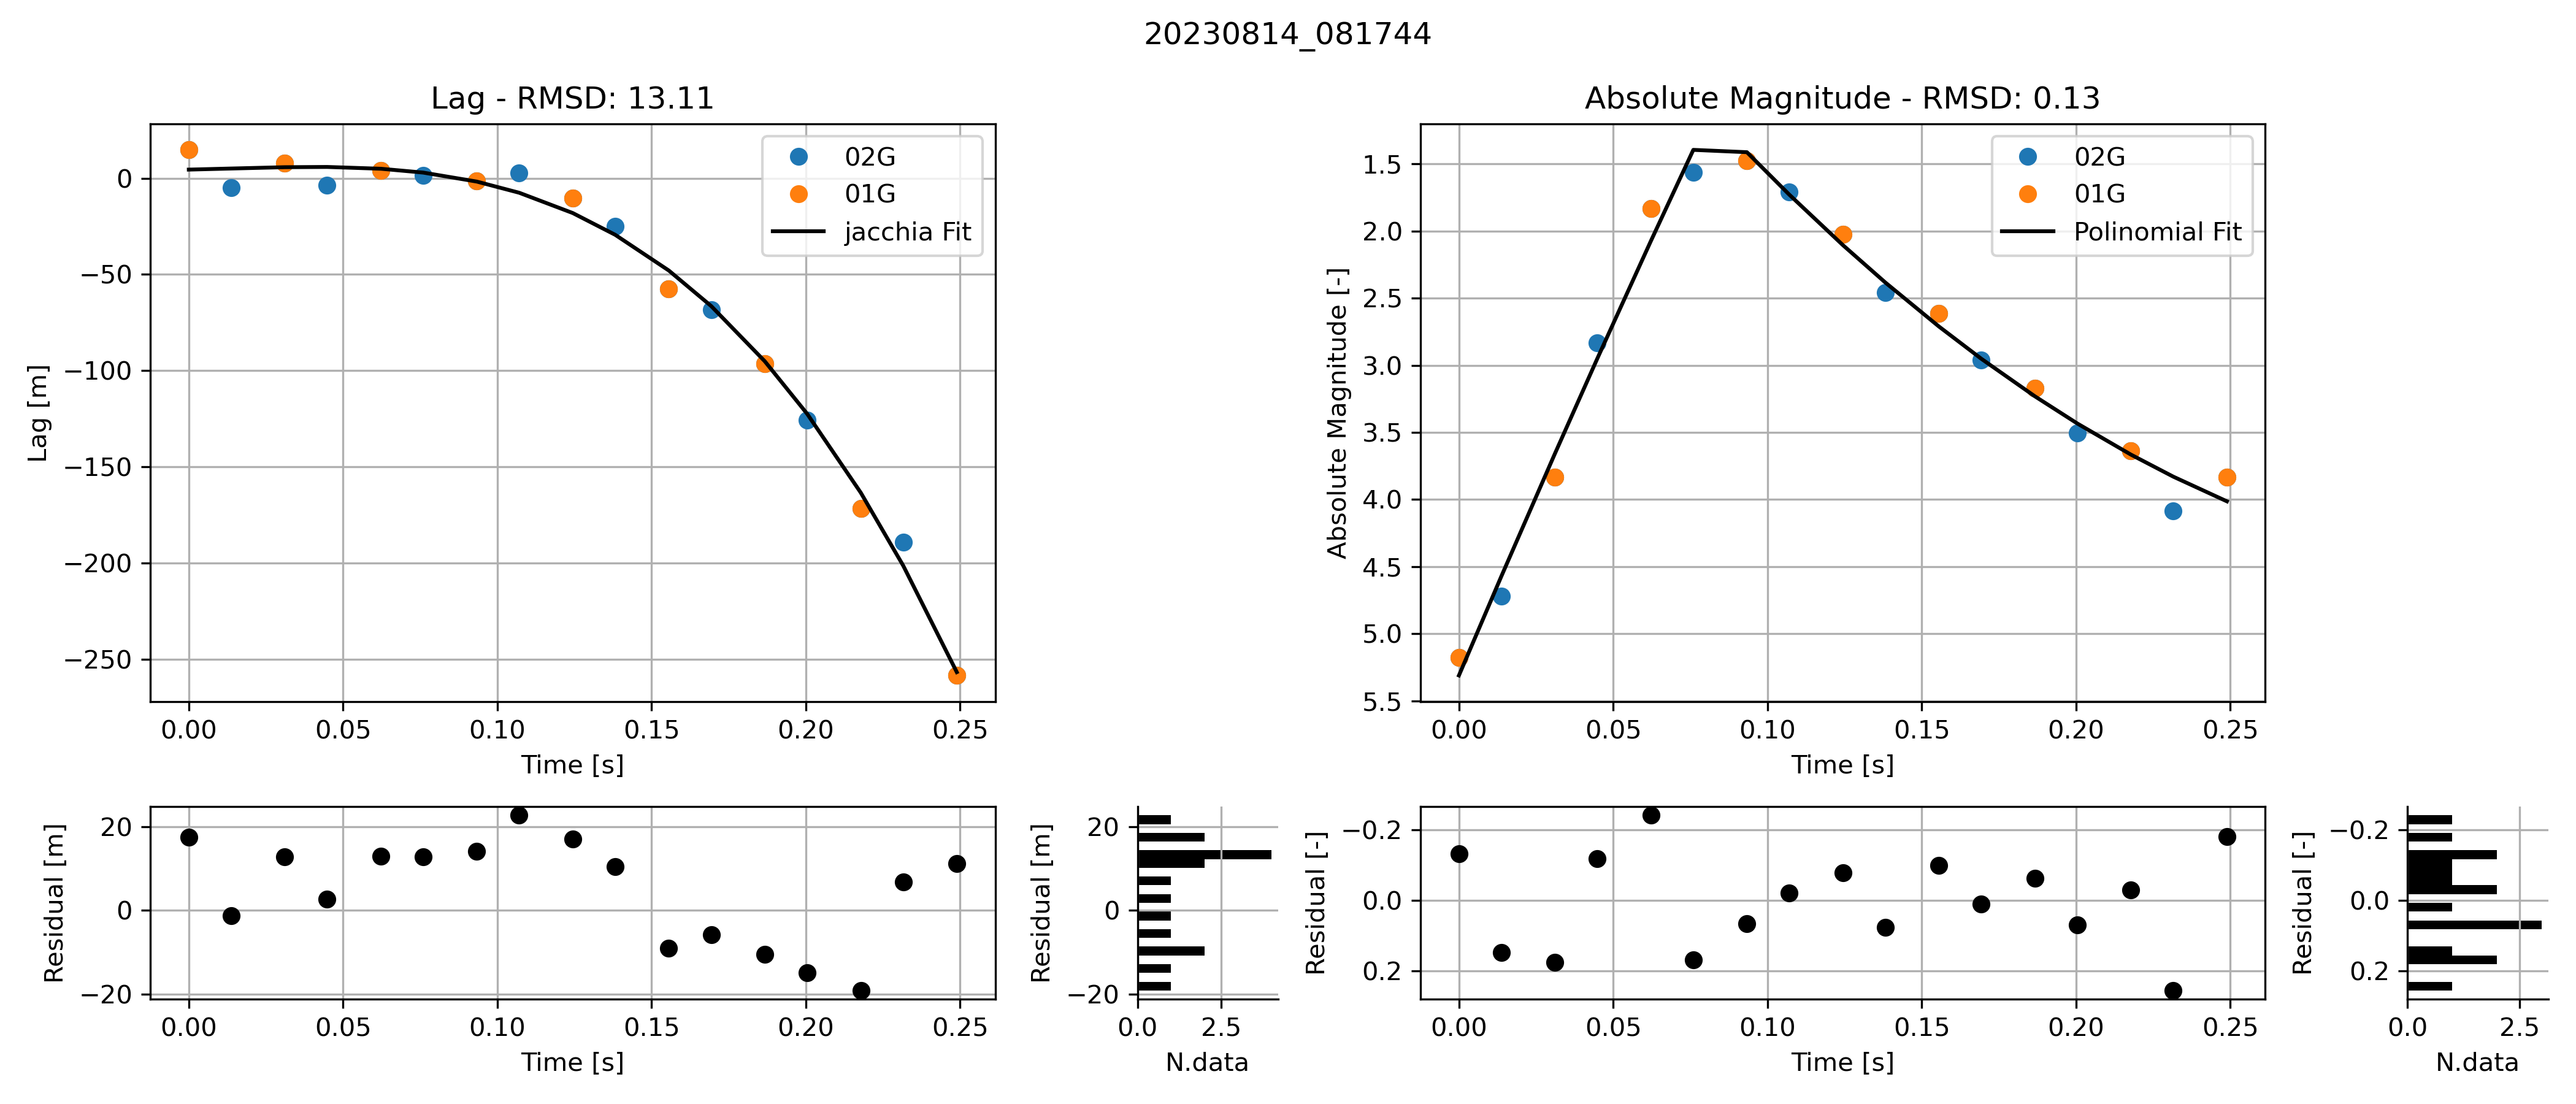 20230814_081744
Lag - RMSD: 13.11
02G
01G
jacchia Fit
0
−50
−100
−150
−200
−250
Lag [m]
0.00 0.05 0.10 0.15 0.20 0.25
Time [s]
Absolute Magnitude - RMSD: 0.13
02G
01G
Polinomial Fit
1.5
2.0
2.5
3.0
3.5
4.0
4.5
5.0
5.5
Absolute Magnitude [-]
0.00 0.05 0.10 0.15 0.20 0.25
Time [s]
20
0
−20
Residual [m]
0.00 0.05 0.10 0.15 0.20 0.25
Time [s]
20
0
−20
Residual [m]
0.0 2.5
N.data
−0.2
0.0
0.2
Residual [-]
0.00 0.05 0.10 0.15 0.20 0.25
Time [s]
−0.2
0.0
0.2
Residual [-]
0.0 2.5
N.data